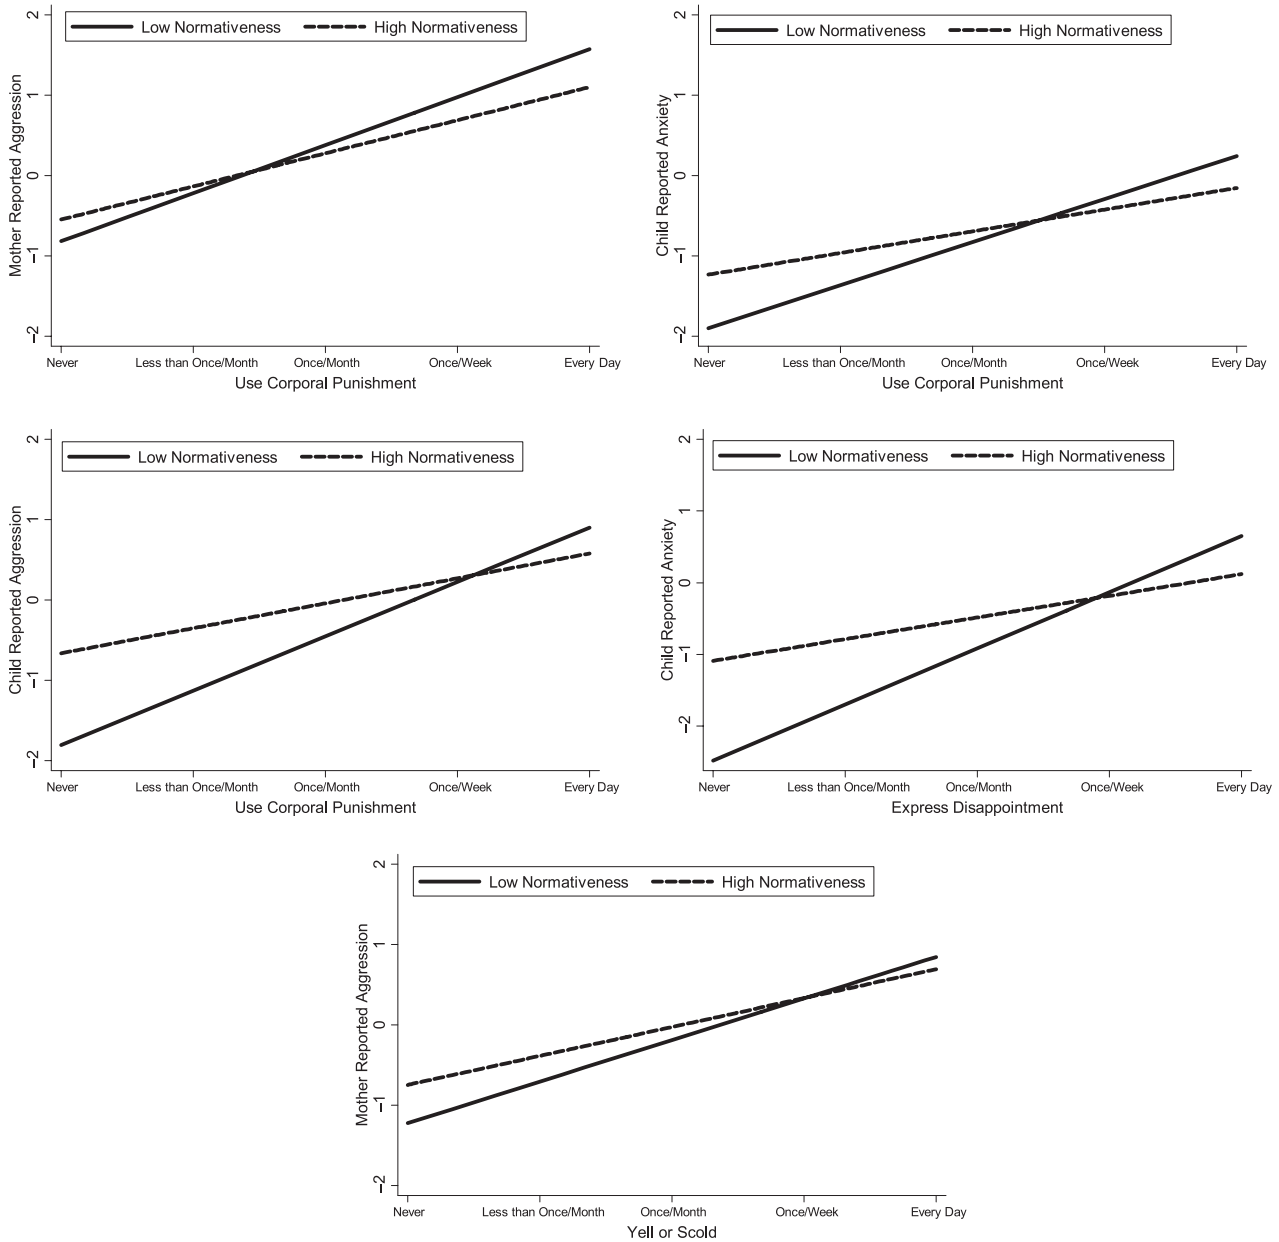 2
Low Normativeness
High Normativeness
1
0
−1
−2
Mother Reported Aggression
Never
Less than Once/Month
Once/Month
Once/Week
Every Day
Use Corporal Punishment
2
Low Normativeness
High Normativeness
1
0
−1
−2
Child Reported Anxiety
Never
Less than Once/Month
Once/Month
Once/Week
Every Day
Use Corporal Punishment
2
Low Normativeness
High Normativeness
1
0
−1
−2
Child Reported Aggression
Never
Less than Once/Month
Once/Month
Once/Week
Every Day
Use Corporal Punishment
2
Low Normativeness
High Normativeness
1
0
−1
−2
Child Reported Anxiety
Never
Less than Once/Month
Once/Month
Once/Week
Every Day
Express Disappointment
2
Low Normativeness
High Normativeness
1
0
−1
−2
Mother Reported Aggression
Never
Less than Once/Month
Once/Month
Once/Week
Every Day
Yell or Scold